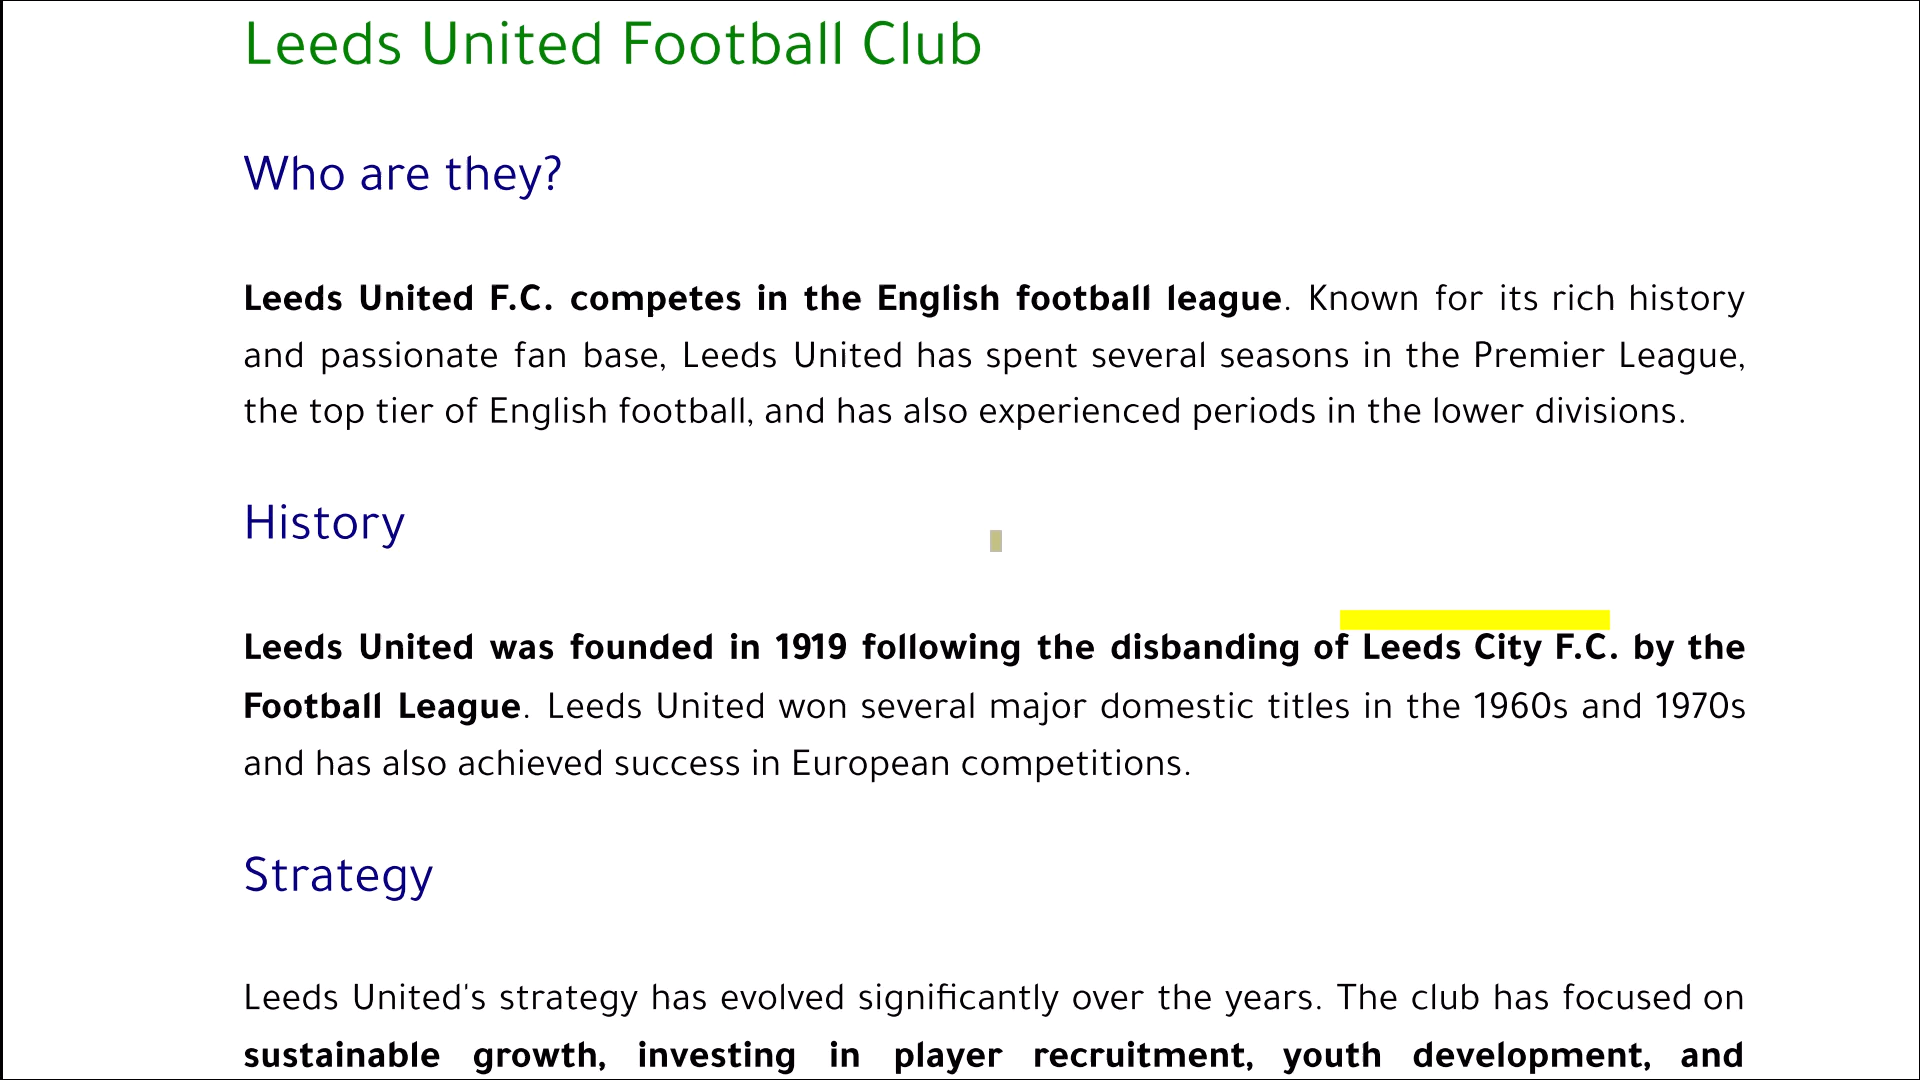 Leeds United Football Club
Who are they?
Leeds United F.C. competes in the English football league. Known for its rich history
and passionate fan base, Leeds United has spent several seasons in the Premier League,
the top tier of English football, and has also experienced periods in the lower divisions.
History
Leeds United was founded in 1919 following the disbanding of Leeds City F.C. by the
Football League. Leeds United won several major domestic titles in the 1960s and 1970s
and has also achieved success in European competitions.
Strategy
Leeds United's strategy has evolved significantly over the years. The club has focused on
sustainable growth, investing in player recruitment, youth development, and